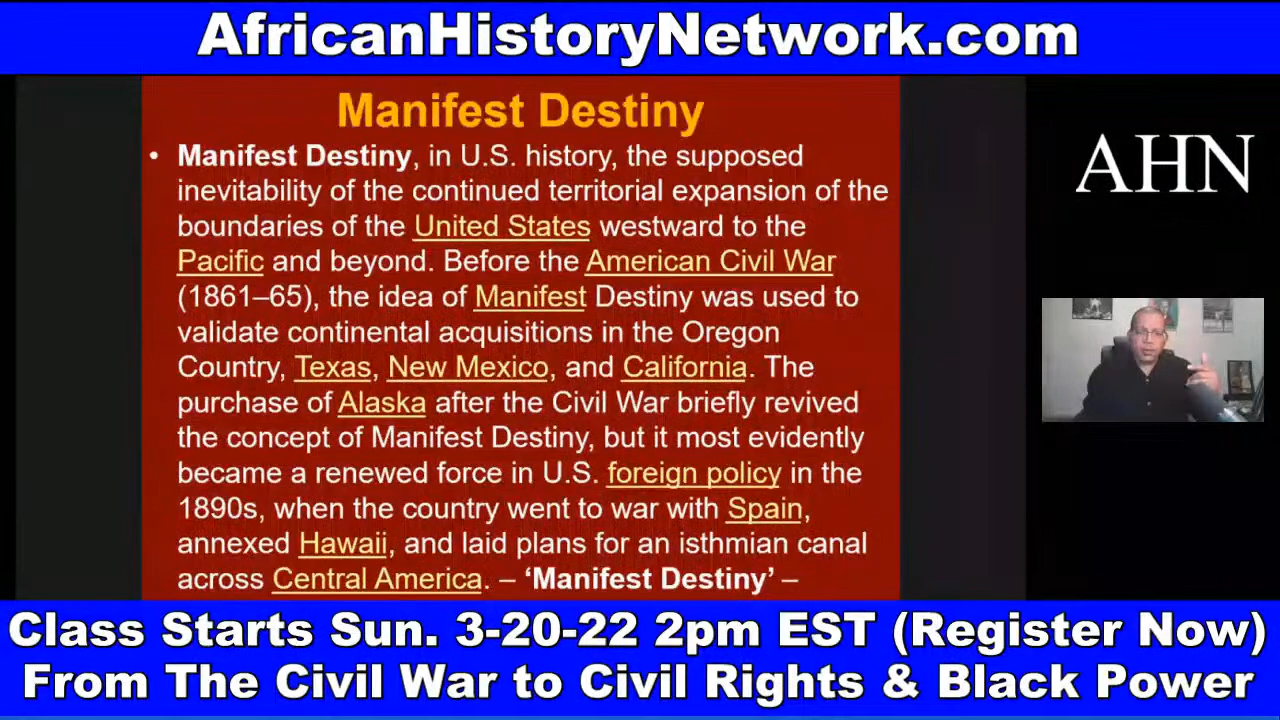 AfricanHistoryNetwork.com
Manifest Destiny
• Manifest Destiny, in U.S. history, the supposed
inevitability of the continued territorial expansion of the
boundaries of the United States westward to the
Pacific and beyond. Before the American Civil War
(1861–65), the idea of Manifest Destiny was used to
validate continental acquisitions in the Oregon
Country, Texas, New Mexico, and California. The
purchase of Alaska after the Civil War briefly revived
the concept of Manifest Destiny, but it most evidently
became a renewed force in U.S. foreign policy in the
1890s, when the country went to war with Spain,
annexed Hawaii, and laid plans for an isthmian canal
across Central America. – ‘Manifest Destiny’ –
AHN
Class Starts Sun. 3-20-22 2pm EST (Register Now)
From The Civil War to Civil Rights & Black Power